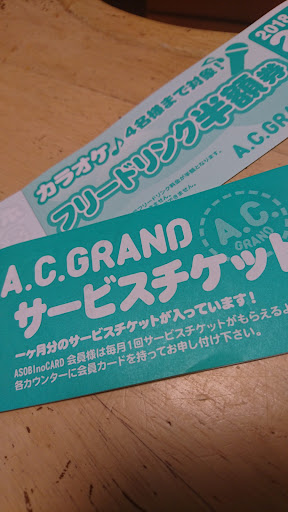 2018
カラオケ♪4名様まで対象!!
フリードリンク半額券
A.C.GRA
A.C.GRAND
サービスチケット
A.C.
GRAND
一ヶ月分のサービスチケットが入っています！
ASOBInoCARD 会員様は毎月1回サービスチケットがもらえるよ
各カウンターに会員カードを持ってお申し付け下さい。